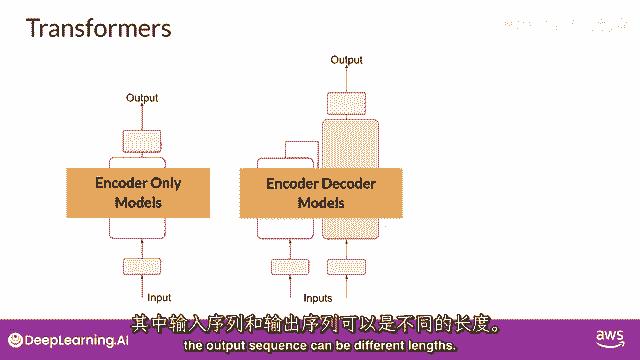 Transformers
Output
Output
Encoder Only
Models
Encoder Decoder
Models
Input
Inputs
其中输入序列和输出序列可以是不同的长度。
the output sequence can be different lengths.
DeepLearning.AI
aws